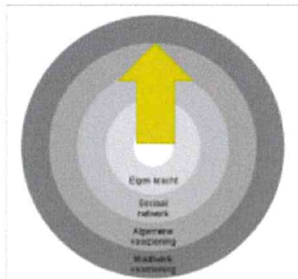 Eigen kracht
Sociaal
netwerk
Algemene
voorziening
Maatwerk
voorziening